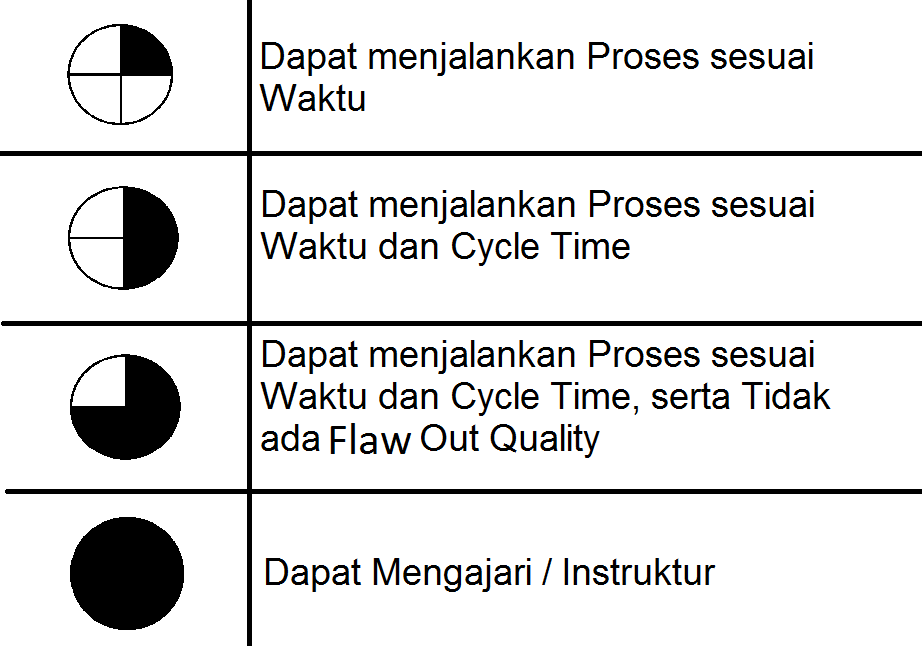 Dapat menjalankan Proses sesuai
Waktu
Dapat menjalankan Proses sesuai
Waktu dan Cycle Time
Dapat menjalankan Proses sesuai
Waktu dan Cycle Time, serta Tidak
ada Flaw Out Quality
Dapat Mengajari / Instruktur